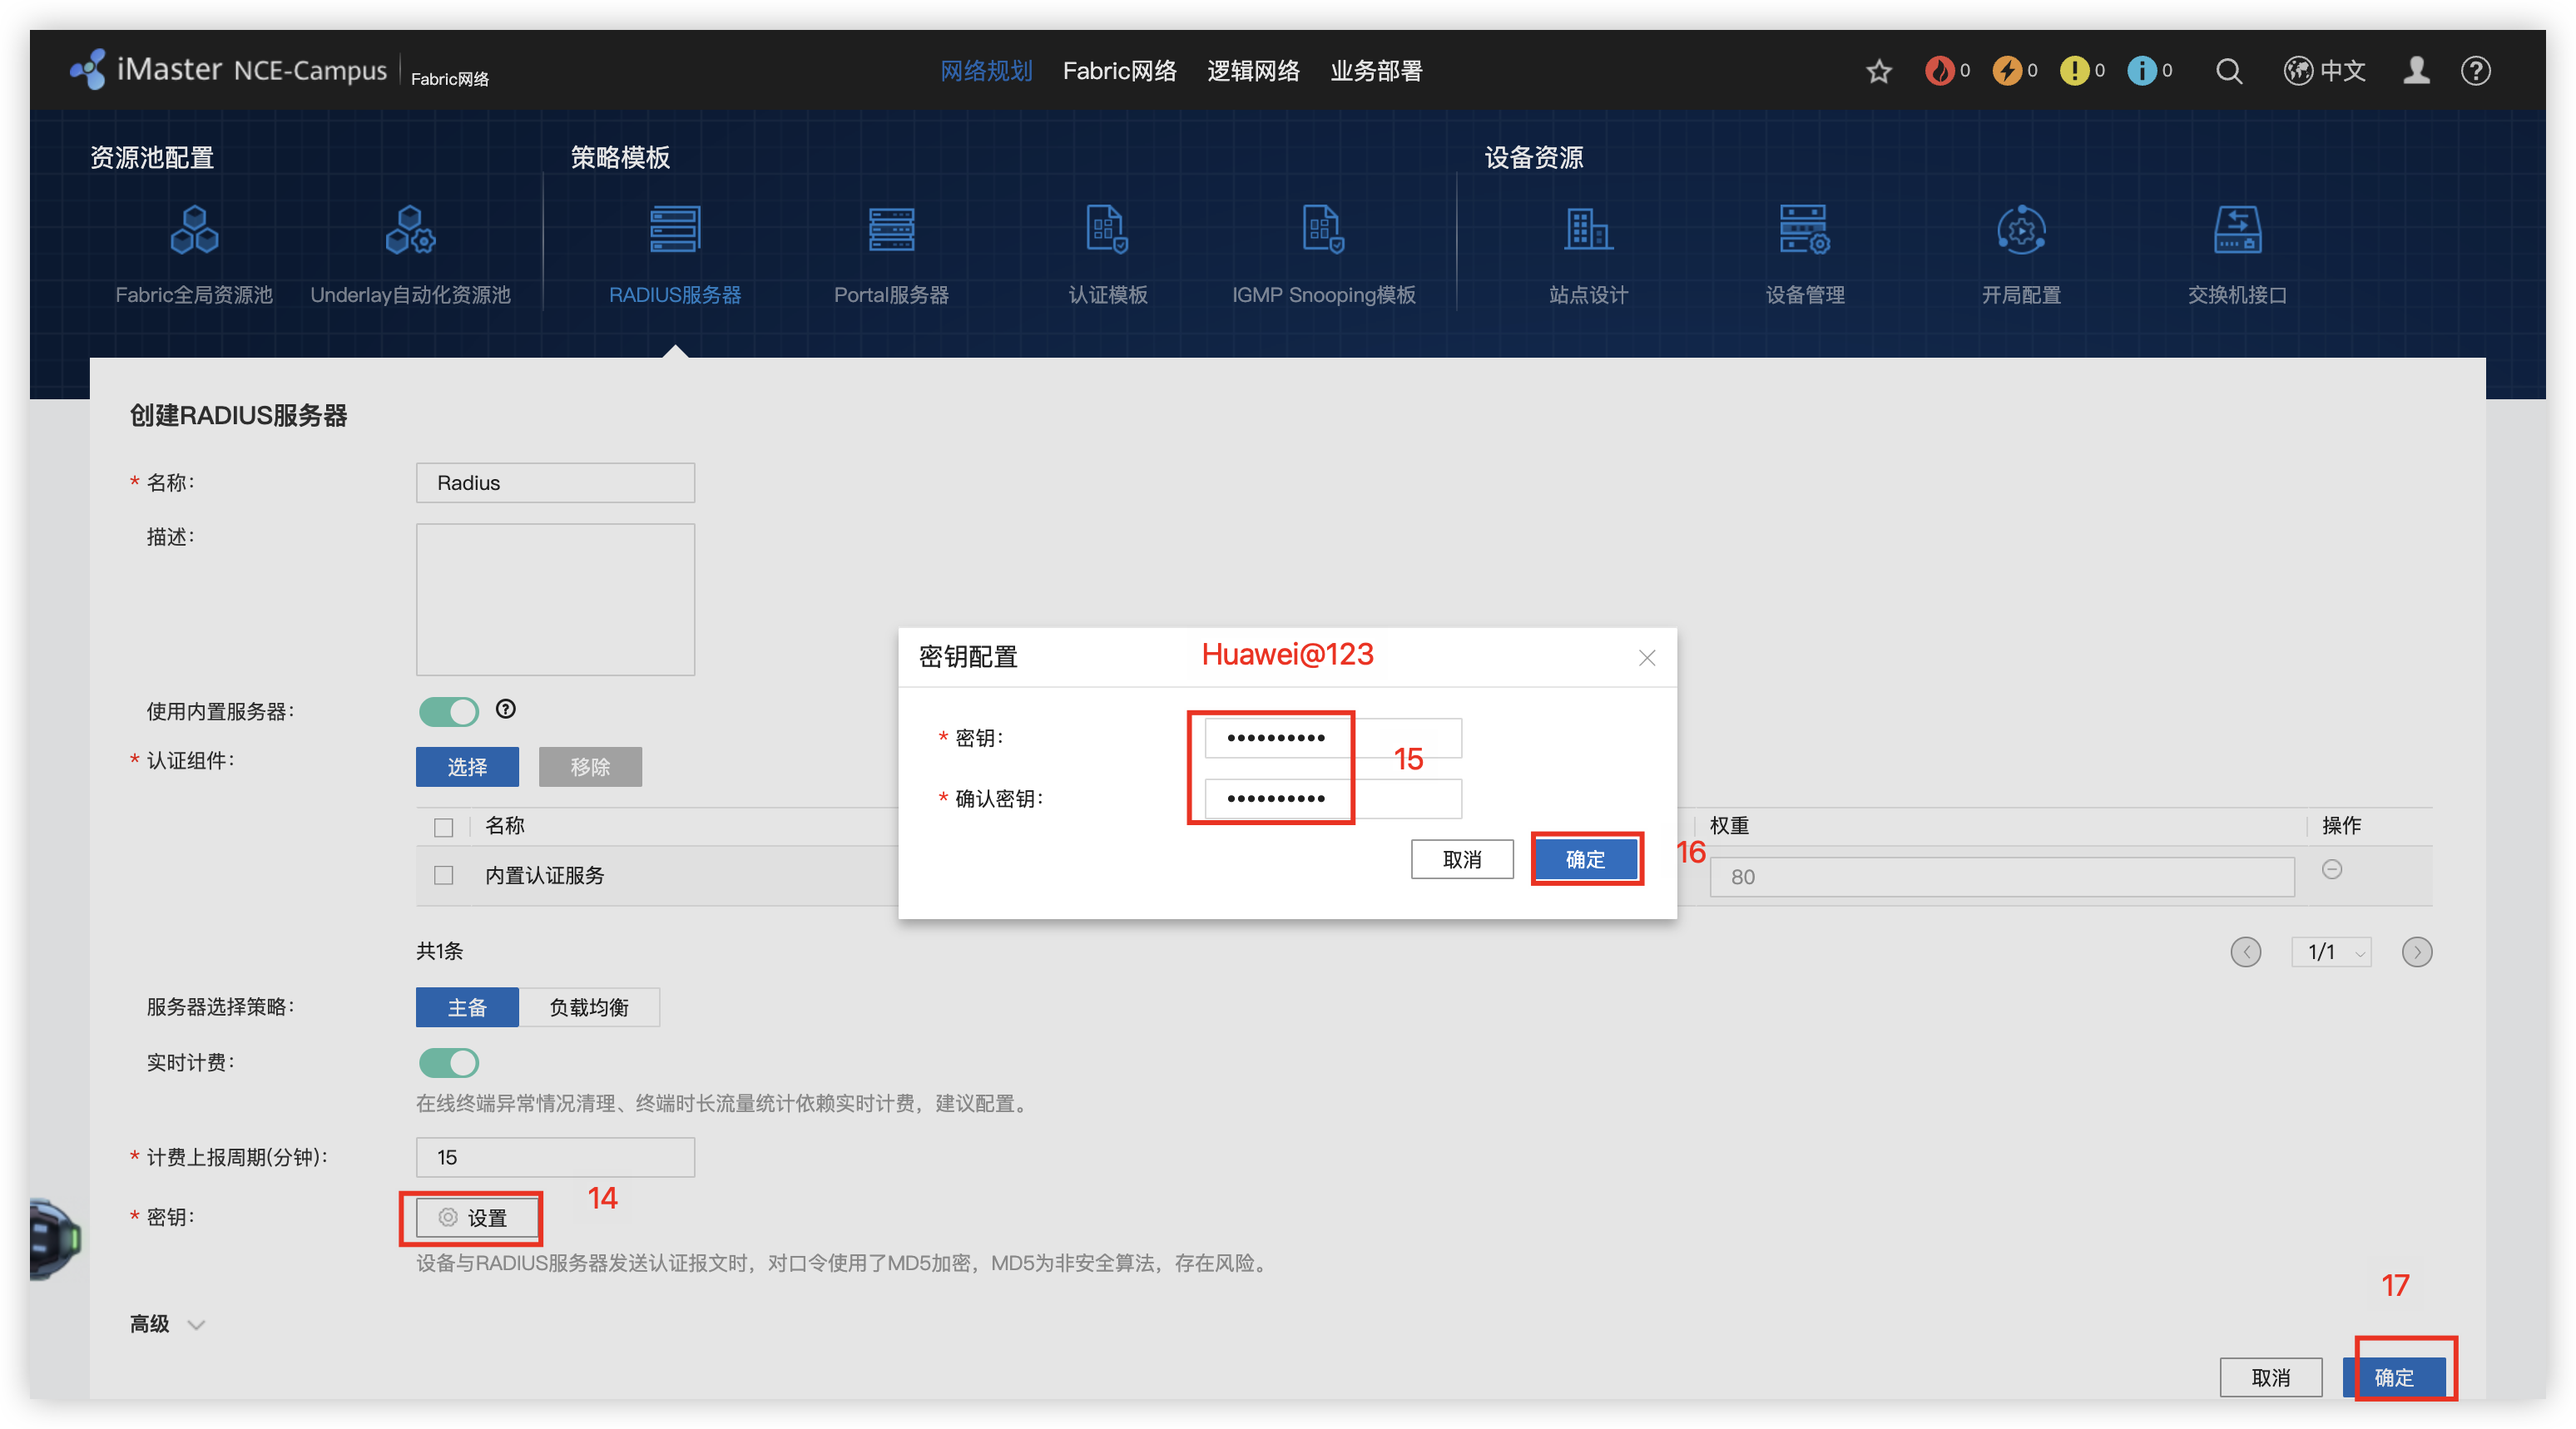 iMaster NCE-Campus Fabric网络
网络规划 Fabric网络 逻辑网络 业务部署
0 0 0 0 中文
资源池配置 策略模板 设备资源
Fabric全局资源池 Underlay自动化资源池 RADIUS服务器 Portal服务器 认证模板 IGMP Snooping模板 站点设计 设备管理 开局配置 交换机接口
创建RADIUS服务器
* 名称: Radius
描述:
密钥配置 Huawei@123
使用内置服务器:
* 密钥: ••••••••••
15
* 认证组件: 选择 移除
* 确认密钥: ••••••••••
名称 权重 操作
取消 确定 16
内置认证服务 80
共1条 1/1
服务器选择策略: 主备 负载均衡
实时计费:
在线终端异常情况清理、终端时长流量统计依赖实时计费，建议配置。
* 计费上报周期(分钟): 15
14
* 密钥: 设置
设备与RADIUS服务器发送认证报文时，对口令使用了MD5加密，MD5为非安全算法，存在风险。
17
高级
取消 确定